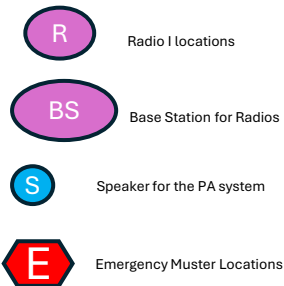 R Radio I locations
BS Base Station for Radios
S Speaker for the PA system
E Emergency Muster Locations